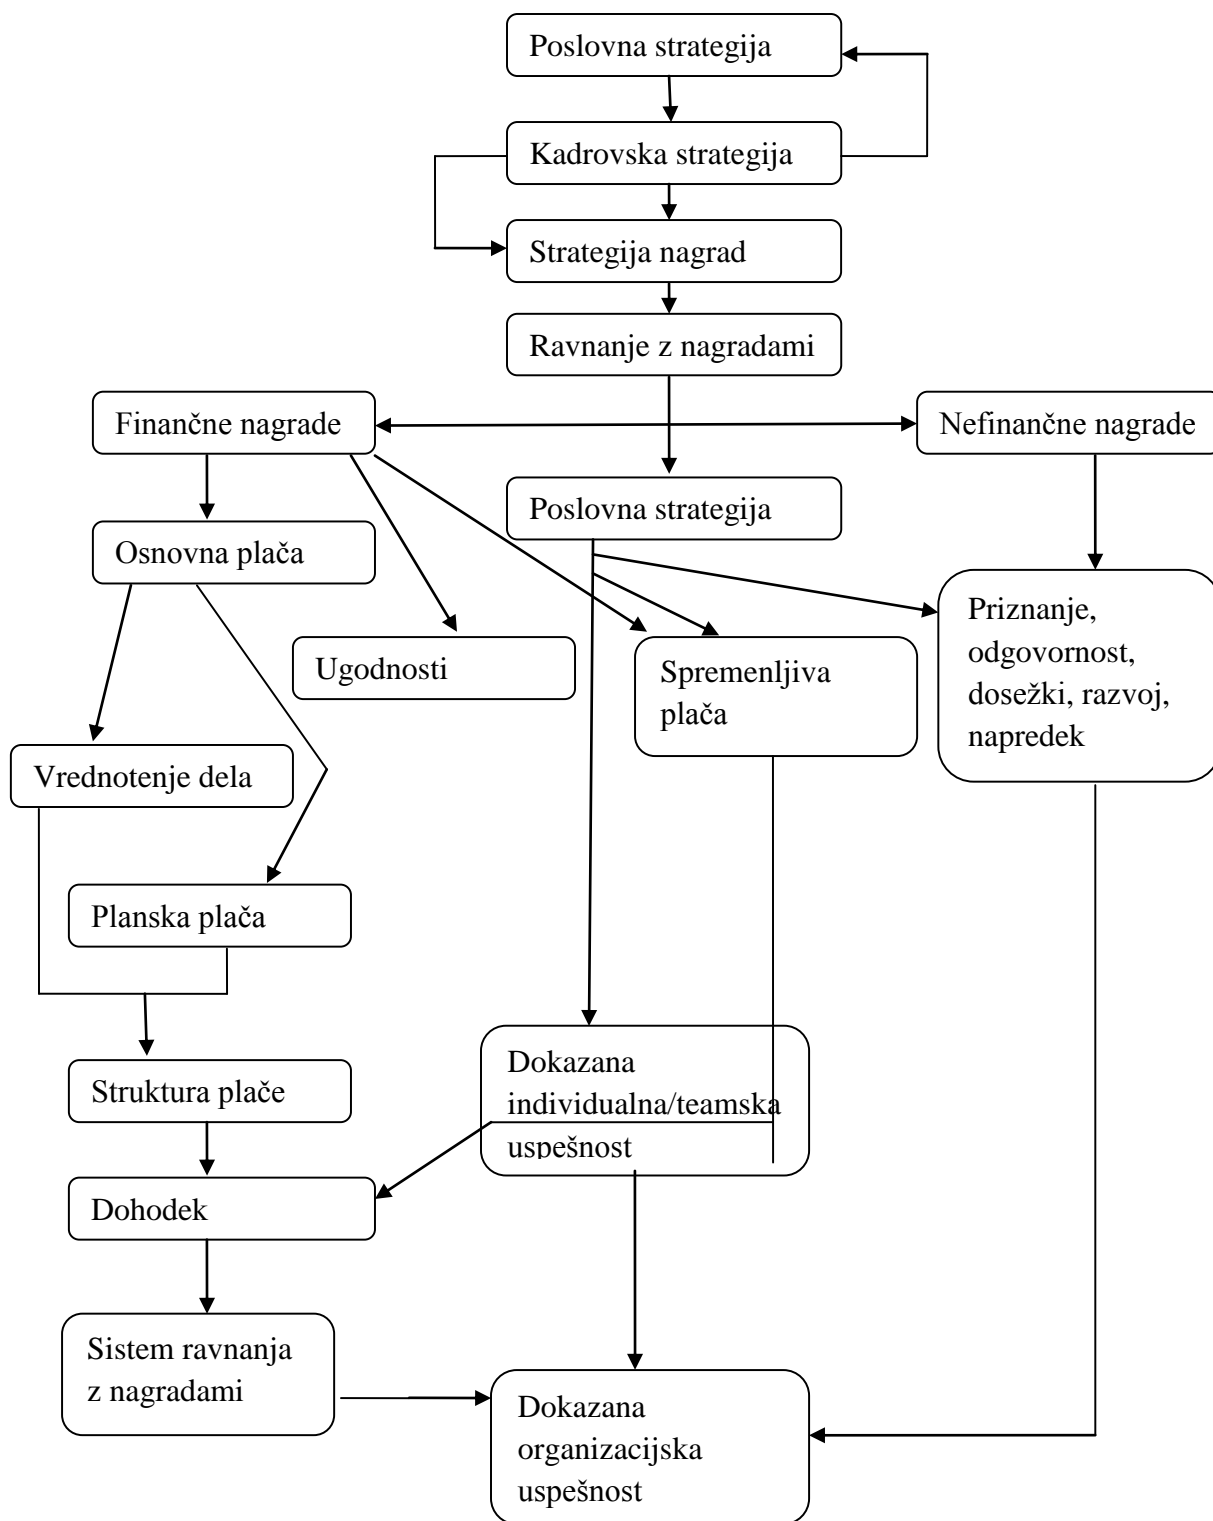 Poslovna strategija
Kadrovska strategija
Strategija nagrad
Ravnanje z nagradami
Finančne nagrade
Nefinančne nagrade
Poslovna strategija
Osnovna plača
Priznanje,
odgovornost,
dosežki, razvoj,
napredek
Ugodnosti
Spremenljiva
plača
Vrednotenje dela
Planska plača
Dokazana
individualna/teamska
uspešnost
Struktura plače
Dohodek
Sistem ravnanja
z nagradami
Dokazana
organizacijska
uspešnost